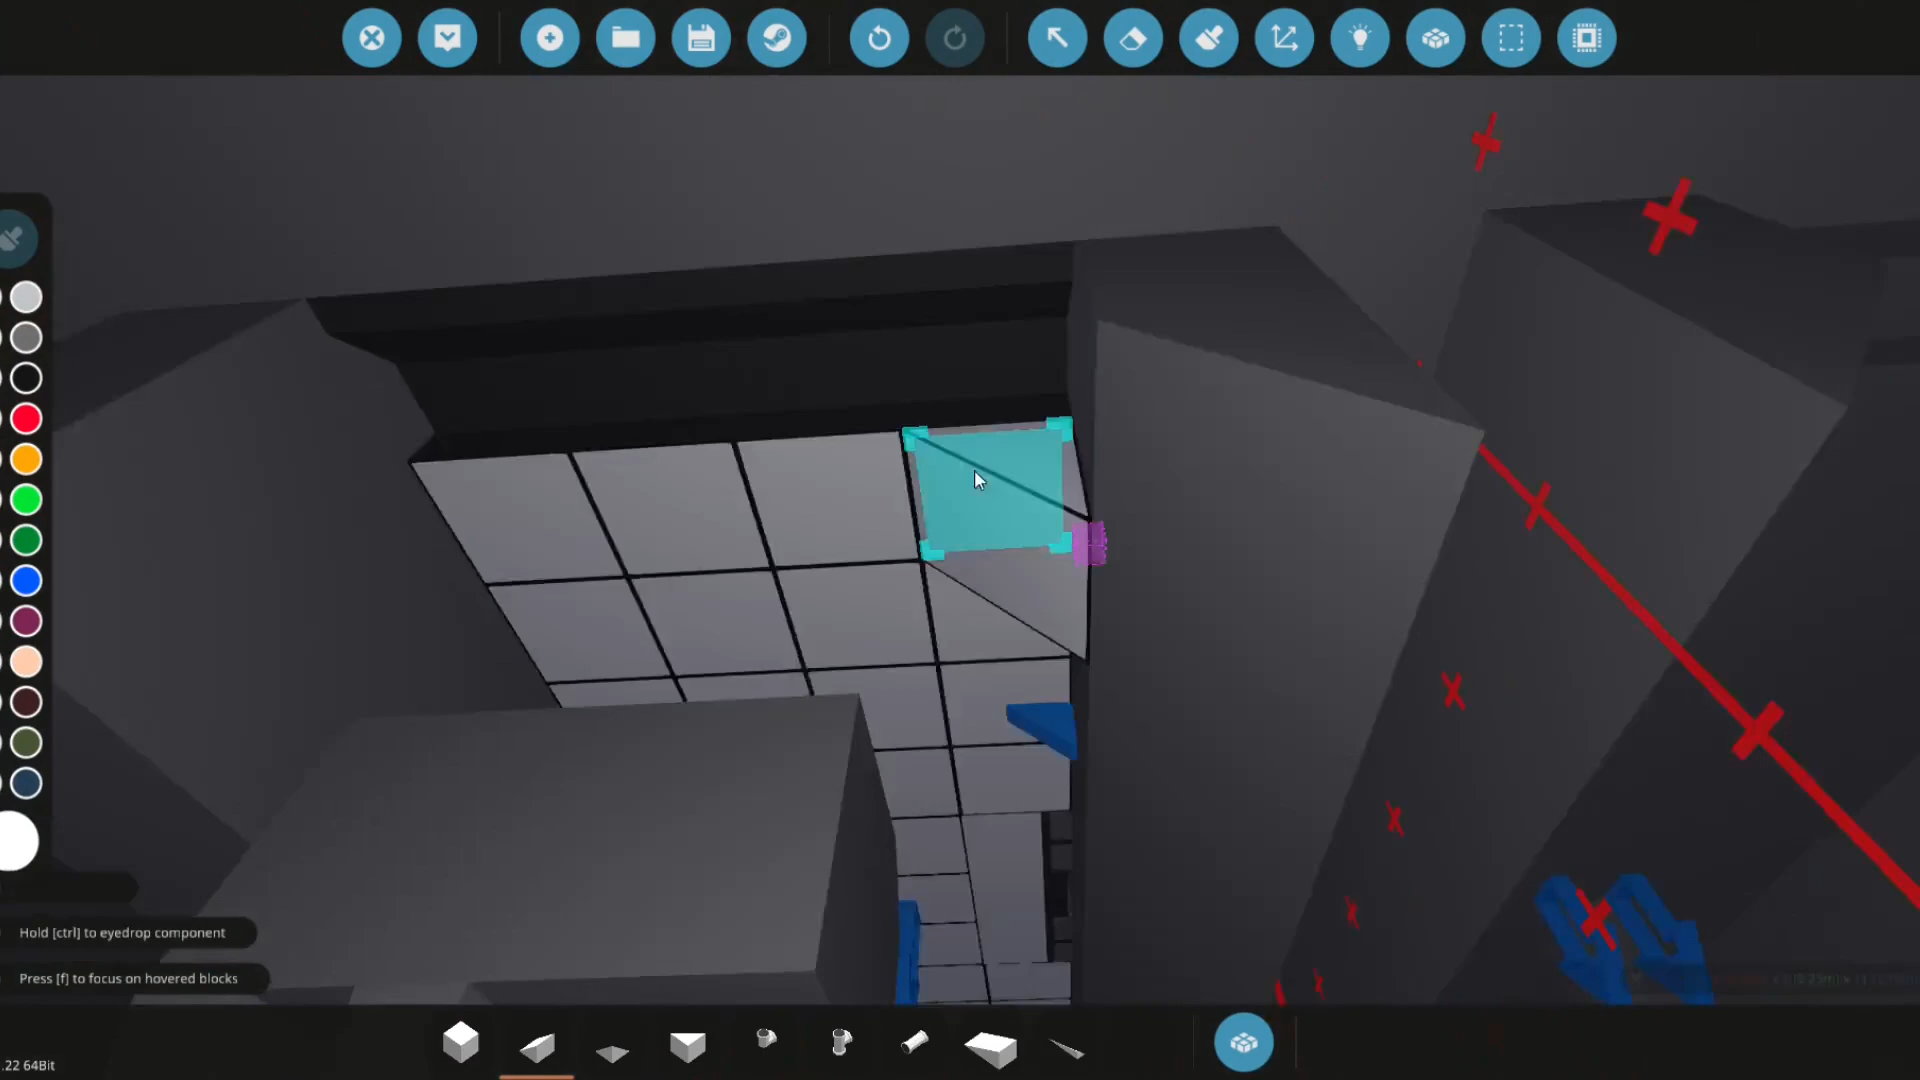 Hold [ctrl] to eyedrop component
Press [f] to focus on hovered blocks
.22 64Bit